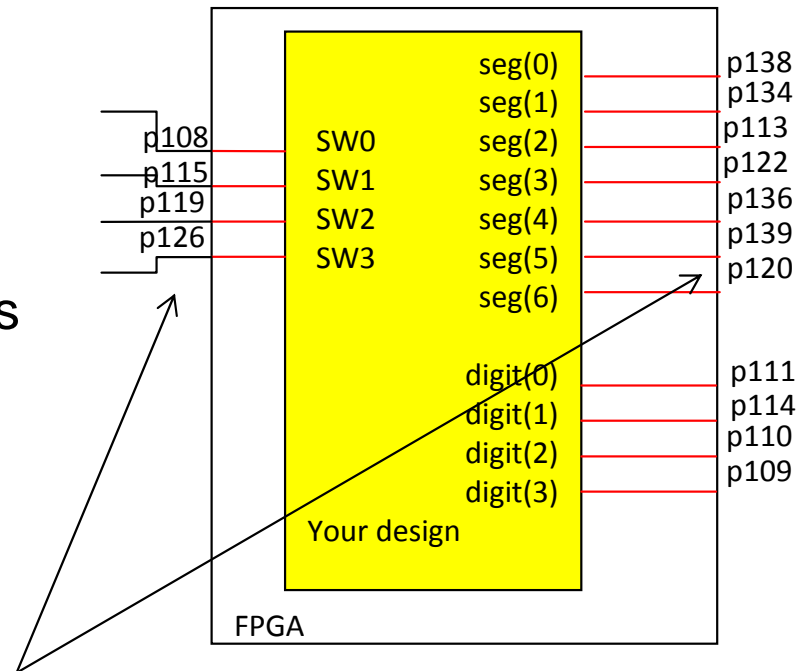 p108
p115
p119
p126
s
SW0
SW1
SW2
SW3
seg(0)
seg(1)
seg(2)
seg(3)
seg(4)
seg(5)
seg(6)
digit(0)
digit(1)
digit(2)
digit(3)
Your design
FPGA
p138
p134
p113
p122
p136
p139
p120
p111
p114
p110
p109